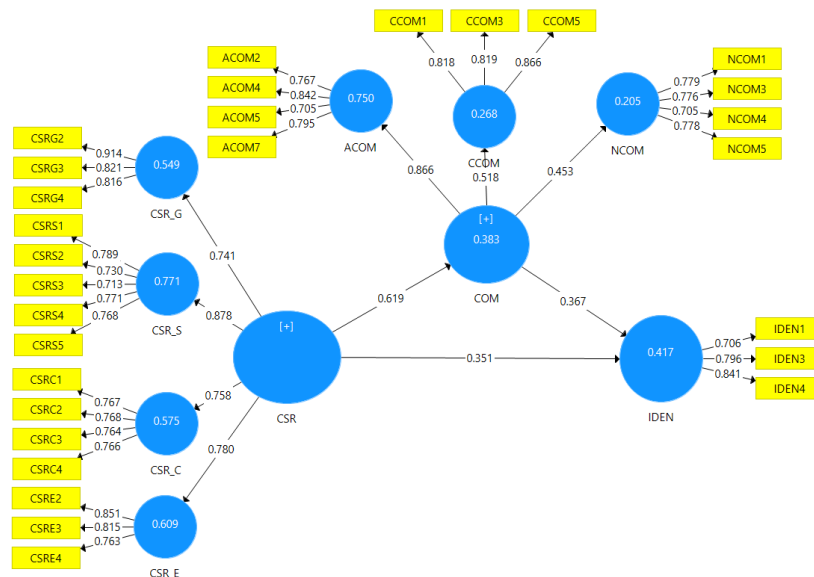 CCOM1
CCOM3
CCOM5
ACOM2
ACOM4
ACOM5
ACOM7
0.767
0.842
0.705
0.795
0.750
ACOM
0.818
0.819
0.866
0.268
CCOM
0.518
0.205
NCOM
0.779
0.776
0.705
0.778
NCOM1
NCOM3
NCOM4
NCOM5
CSRG2
CSRG3
CSRG4
0.914
0.821
0.816
0.549
CSR_G
0.866
0.453
[+]
0.383
COM
CSRS1
CSRS2
CSRS3
CSRS4
CSRS5
0.789
0.730
0.713
0.771
0.768
0.771
CSR_S
0.741
0.878
0.619
0.367
[+]
CSR
0.351
0.417
IDEN
0.706
0.796
0.841
IDEN1
IDEN3
IDEN4
CSRC1
CSRC2
CSRC3
CSRC4
0.767
0.768
0.764
0.766
0.575
CSR_C
0.758
0.780
CSRE2
CSRE3
CSRE4
0.851
0.815
0.763
0.609
CSR_E